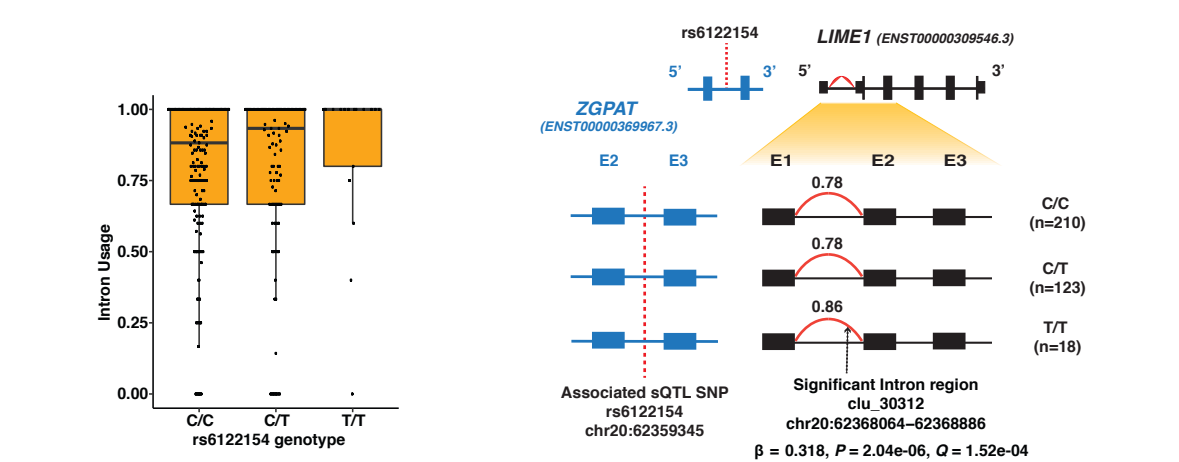 1.00
0.75
0.50
0.25
0.00
Intron Usage
C/C C/T T/T
rs6122154 genotype
rs6122154
5’ 3’
ZGPAT
(ENST00000369967.3)
LIME1 (ENST00000309546.3)
5’ 3’
E2 E3
E1 E2 E3
0.78
C/C
(n=210)
0.78
C/T
(n=123)
0.86
T/T
(n=18)
Associated sQTL SNP
rs6122154
chr20:62359345
Significant Intron region
clu_30312
chr20:62368064–62368886
β = 0.318, P = 2.04e-06, Q = 1.52e-04